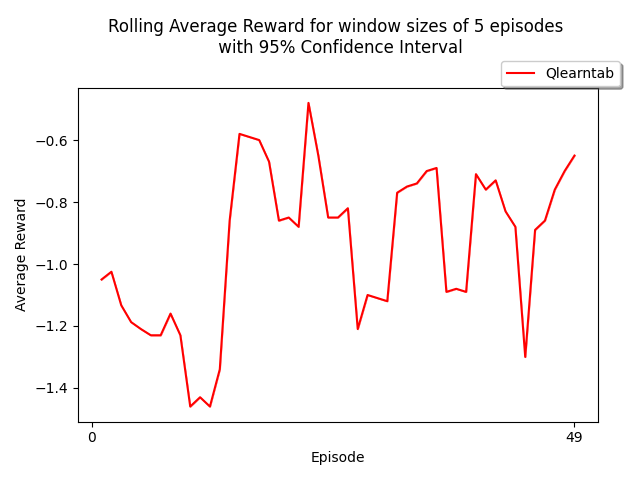 Rolling Average Reward for window sizes of 5 episodes
with 95% Confidence Interval
Qlearntab
Average Reward
−0.6
−0.8
−1.0
−1.2
−1.4
0
49
Episode